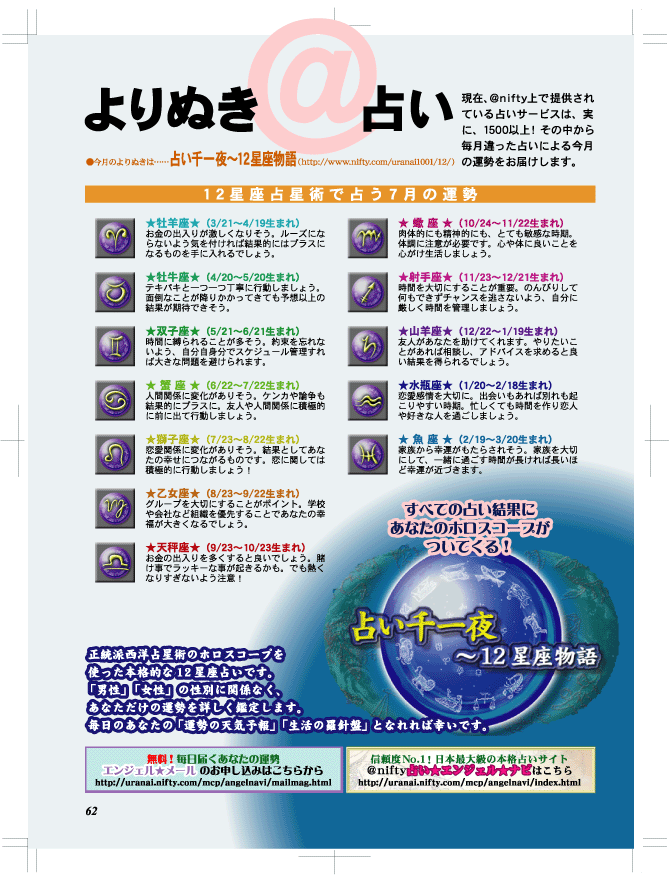 よりぬき@占い
現在、@nifty上で提供され
ている占いサービスは、実
に、1500以上！その中から
毎月違った占いによる今月
の運勢をお届けします。
●今月のよりぬきは……占い千一夜～12星座物語（http://www.nifty.com/uranai1001/12/）
12星座占星術で占う7月の運勢
★牡羊座★（3/21～4/19生まれ）
お金の出入りが激しくなりそう。ルーズにな
らないよう気を付ければ結果的にはプラスに
なるものを手に入れるでしょう。
★牡牛座★（4/20～5/20生まれ）
テキパキと一つ一つ丁寧に行動しましょう。
面倒なことが降りかかってきても予想以上の
結果が期待できそう。
★双子座★（5/21～6/21生まれ）
時間に縛られることが多そう。約束を忘れな
いよう、自分自身分でスケジュール管理すれ
ば大きな問題を避けられます。
★ 蟹 座 ★（6/22～7/22生まれ）
人間関係に変化がありそう。ケンカや論争も
結果的にプラスに。友人や人間関係に積極的
に前に出て行動しましょう。
★獅子座★（7/23～8/22生まれ）
恋愛関係に変化がありそう。結果としてあな
たの幸せにつながるものです。恋に関しては
積極的に行動しましょう！
★乙女座★（8/23～9/22生まれ）
グループを大切にすることがポイント。学校
や会社など組織を優先することであなたの幸
福が大きくなるでしょう。
★天秤座★（9/23～10/23生まれ）
お金の出入りを多くすると良いでしょう。賭
け事でラッキーな事が起きるかも。でも熱く
なりすぎないよう注意！
★ 蠍 座 ★（10/24～11/22生まれ）
肉体的にも精神的にも、とても敏感な時期。
体調に注意が必要です。心や体に良いことを
心がけ生活しましょう。
★射手座★（11/23～12/21生まれ）
時間を大切にすることが重要。のんびりして
何もできずチャンスを逃さないよう、自分に
厳しく時間を管理しましょう。
★山羊座★（12/22～1/19生まれ）
友人があなたを助けてくれます。やりたいこ
とがあれば相談し、アドバイスを求めると良
い結果を得られるでしょう。
★水瓶座★（1/20～2/18生まれ）
恋愛感情を大切に。出会いもあれば別れも起
こりやすい時期。忙しくても時間を作り恋人
や好きな人を過ごしましょう。
★ 魚 座 ★（2/19～3/20生まれ）
家族から幸運がもたらされそう。家族を大切
にして、一緒に過ごす時間が長ければ長いほ
ど幸運が近づきます。
すべての占い結果に
あなたのホロスコープが
ついてくる！
占い千一夜
～12星座物語
正統派西洋占星術のホロスコープを
使った本格的な12星座占いです。
「男性」「女性」の性別に関係なく、
あなただけの運勢を詳しく鑑定します。
毎日のあなたの「運勢の天気予報」「生活の羅針盤」となれれば幸いです。
無料！毎日届くあなたの運勢
エンジェル★メールのお申し込みはこちらから
http://uranai.nifty.com/mcp/angelnavi/mailmag.html
信頼度No.1！日本最大級の本格占いサイト
@nifty占い★エンジェル★ナビはこちら
http://uranai.nifty.com/mcp/angelnavi/index.html
62